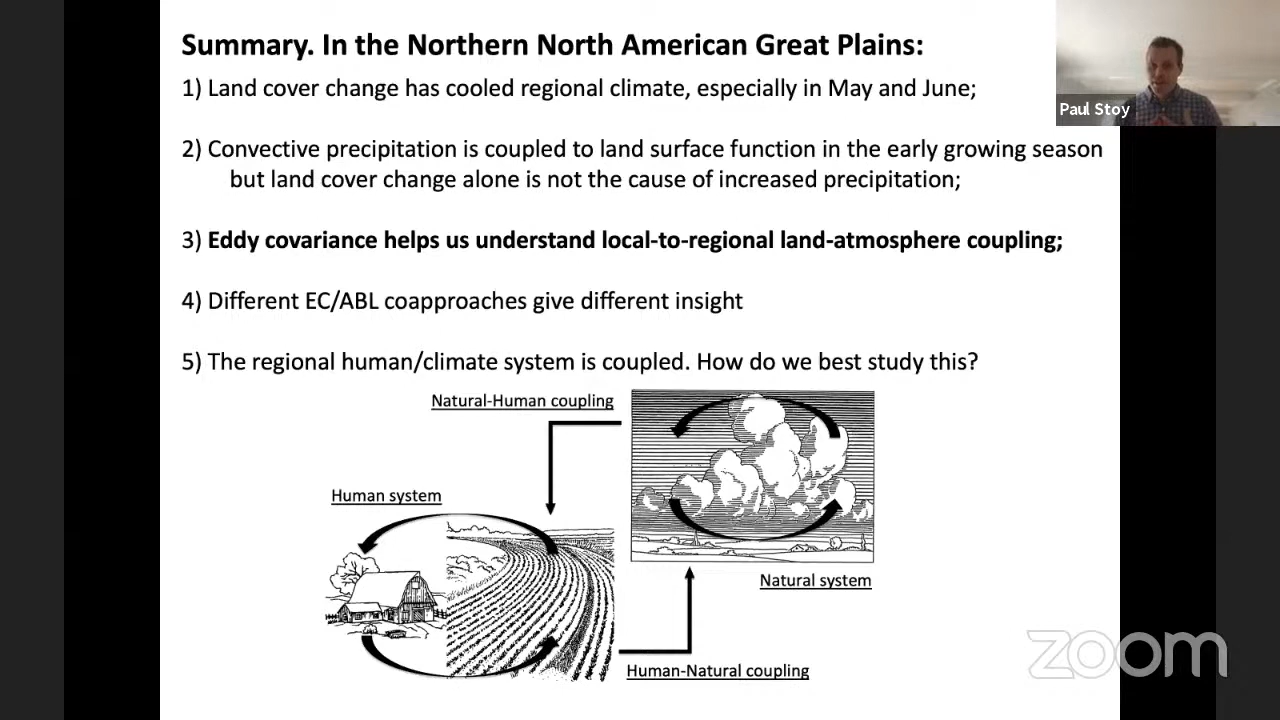 Summary. In the Northern North American Great Plains:
1) Land cover change has cooled regional climate, especially in May and June;
Paul Stoy
2) Convective precipitation is coupled to land surface function in the early growing season
but land cover change alone is not the cause of increased precipitation;
3) Eddy covariance helps us understand local-to-regional land-atmosphere coupling;
4) Different EC/ABL coapproaches give different insight
5) The regional human/climate system is coupled. How do we best study this?
Natural-Human coupling
Human system
Natural system
Human-Natural coupling
zoom